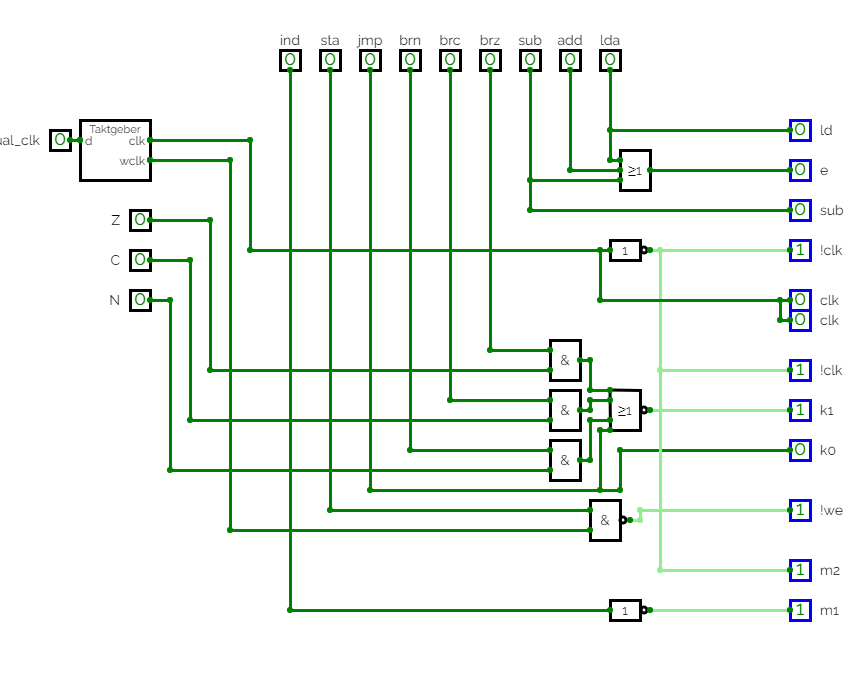 ind sta jmp brn brc brz sub add lda
0 0 0 0 0 0 0 0 0
ual_clk 0 d Taktgeber clk
wclk
Z 0
C 0
N 0
≥1
1
&
&
≥1
&
&
1
0 ld
0 e
0 sub
1 !clk
0 clk
0 clk
1 !clk
1 k1
0 k0
1 !we
1 m2
1 m1